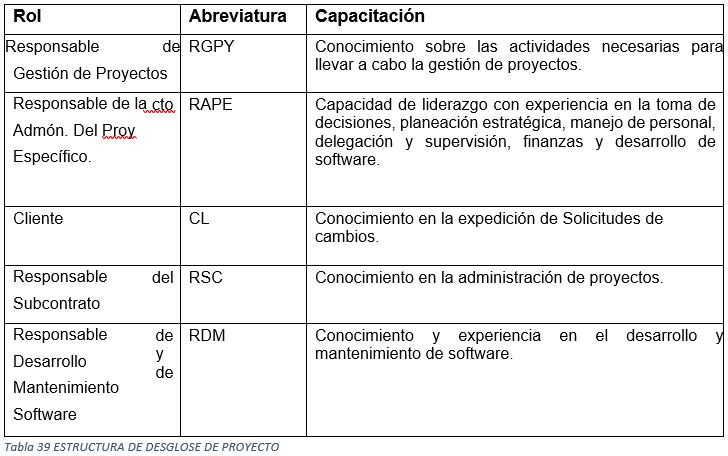 Rol Abreviatura Capacitación
Responsable de RGPY Conocimiento sobre las actividades necesarias para
Gestión de Proyectos llevar a cabo la gestión de proyectos.
Responsable de la cto RAPE Capacidad de liderazgo con experiencia en la toma de
Admón. Del Proy decisiones, planeación estratégica, manejo de personal,
Específico. delegación y supervisión, finanzas y desarrollo de
software.
Cliente CL Conocimiento en la expedición de Solicitudes de
cambios.
Responsable del RSC Conocimiento en la administración de proyectos.
Subcontrato
Responsable de RDM Conocimiento y experiencia en el desarrollo y
Desarrollo y mantenimiento de software.
Mantenimiento de
Software
Tabla 39 ESTRUCTURA DE DESGLOSE DE PROYECTO